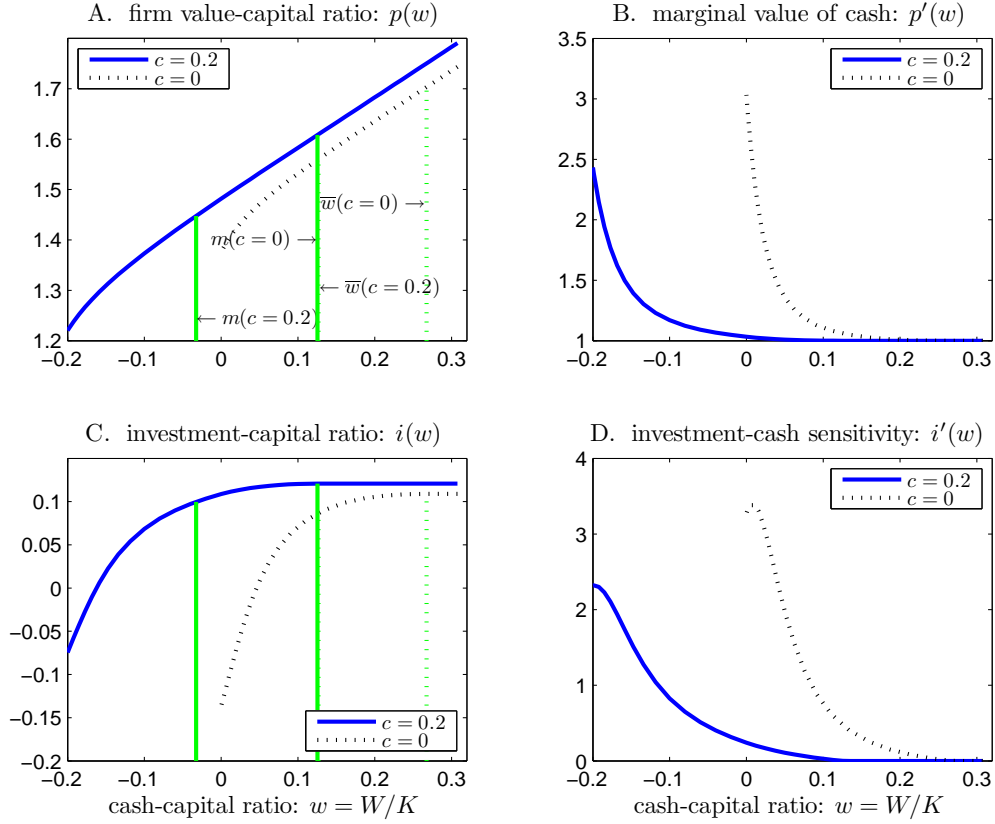 A. firm value-capital ratio: p(w)
c = 0.2
c = 0
1.7
1.6
1.5
1.4
1.3
1.2
w̅(c = 0) →
m(c = 0) →
← w̅(c = 0.2)
← m(c = 0.2)
−0.2 −0.1 0 0.1 0.2 0.3
B. marginal value of cash: p′(w)
c = 0.2
c = 0
3.5
3
2.5
2
1.5
1
−0.2 −0.1 0 0.1 0.2 0.3
C. investment-capital ratio: i(w)
0.1
0.05
0
−0.05
−0.1
−0.15
−0.2
c = 0.2
c = 0
−0.2 −0.1 0 0.1 0.2 0.3
cash-capital ratio: w = W/K
D. investment-cash sensitivity: i′(w)
c = 0.2
c = 0
4
3
2
1
0
−0.2 −0.1 0 0.1 0.2 0.3
cash-capital ratio: w = W/K